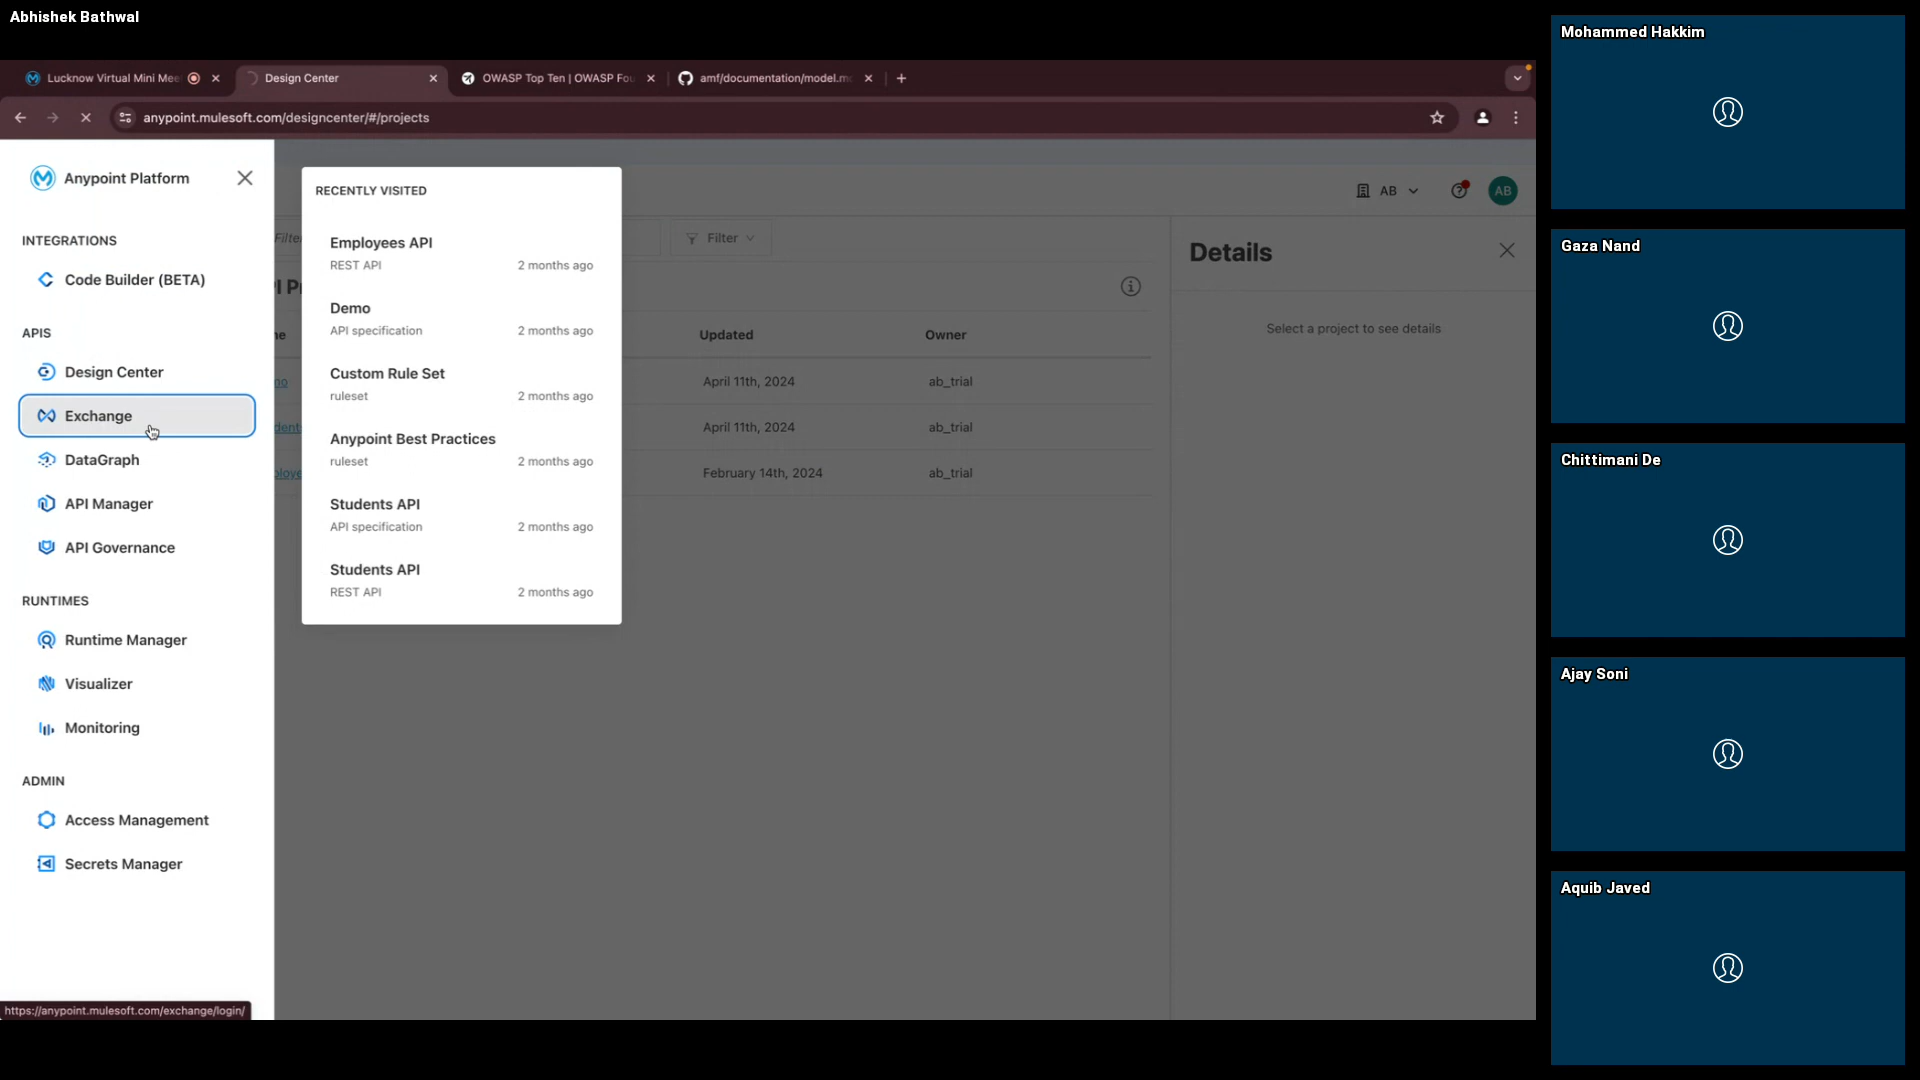 Abhishek Bathwal
Lucknow Virtual Mini Mee
Design Center
OWASP Top Ten | OWASP Fou
amf/documentation/model.m
anypoint.mulesoft.com/designcenter/#/projects
Anypoint Platform
INTEGRATIONS
Code Builder (BETA)
APIS
Design Center
Exchange
DataGraph
API Manager
API Governance
RUNTIMES
Runtime Manager
Visualizer
Monitoring
ADMIN
Access Management
Secrets Manager
https://anypoint.mulesoft.com/exchange/login/
RECENTLY VISITED
Employees API
REST API 2 months ago
Demo
API specification 2 months ago
Custom Rule Set
ruleset 2 months ago
Anypoint Best Practices
ruleset 2 months ago
Students API
API specification 2 months ago
Students API
REST API 2 months ago
AB
AB
Filter
Updated Owner
April 11th, 2024 ab_trial
April 11th, 2024 ab_trial
February 14th, 2024 ab_trial
Details
Select a project to see details
Mohammed Hakkim
Gaza Nand
Chittimani De
Ajay Soni
Aquib Javed